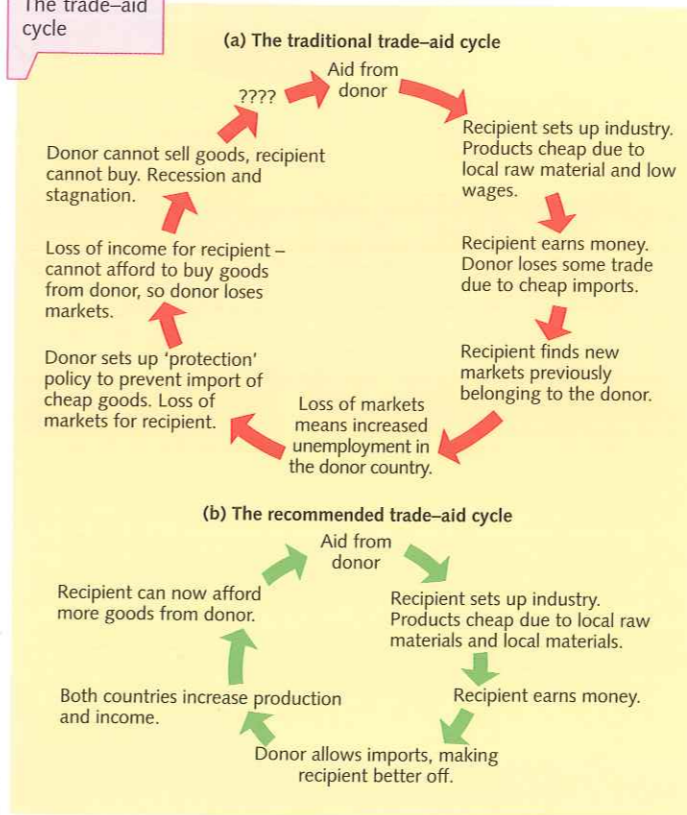 The trade–aid
cycle
(a) The traditional trade–aid cycle
Aid from
donor
Recipient sets up industry.
Products cheap due to
local raw material and low
wages.
Recipient earns money.
Donor loses some trade
due to cheap imports.
Recipient finds new
markets previously
belonging to the donor.
Loss of markets
means increased
unemployment in
the donor country.
Donor sets up 'protection'
policy to prevent import of
cheap goods. Loss of
markets for recipient.
Loss of income for recipient –
cannot afford to buy goods
from donor, so donor loses
markets.
Donor cannot sell goods, recipient
cannot buy. Recession and
stagnation.
????
(b) The recommended trade–aid cycle
Aid from
donor
Recipient sets up industry.
Products cheap due to local raw
materials and local materials.
Recipient earns money.
Donor allows imports, making
recipient better off.
Both countries increase production
and income.
Recipient can now afford
more goods from donor.